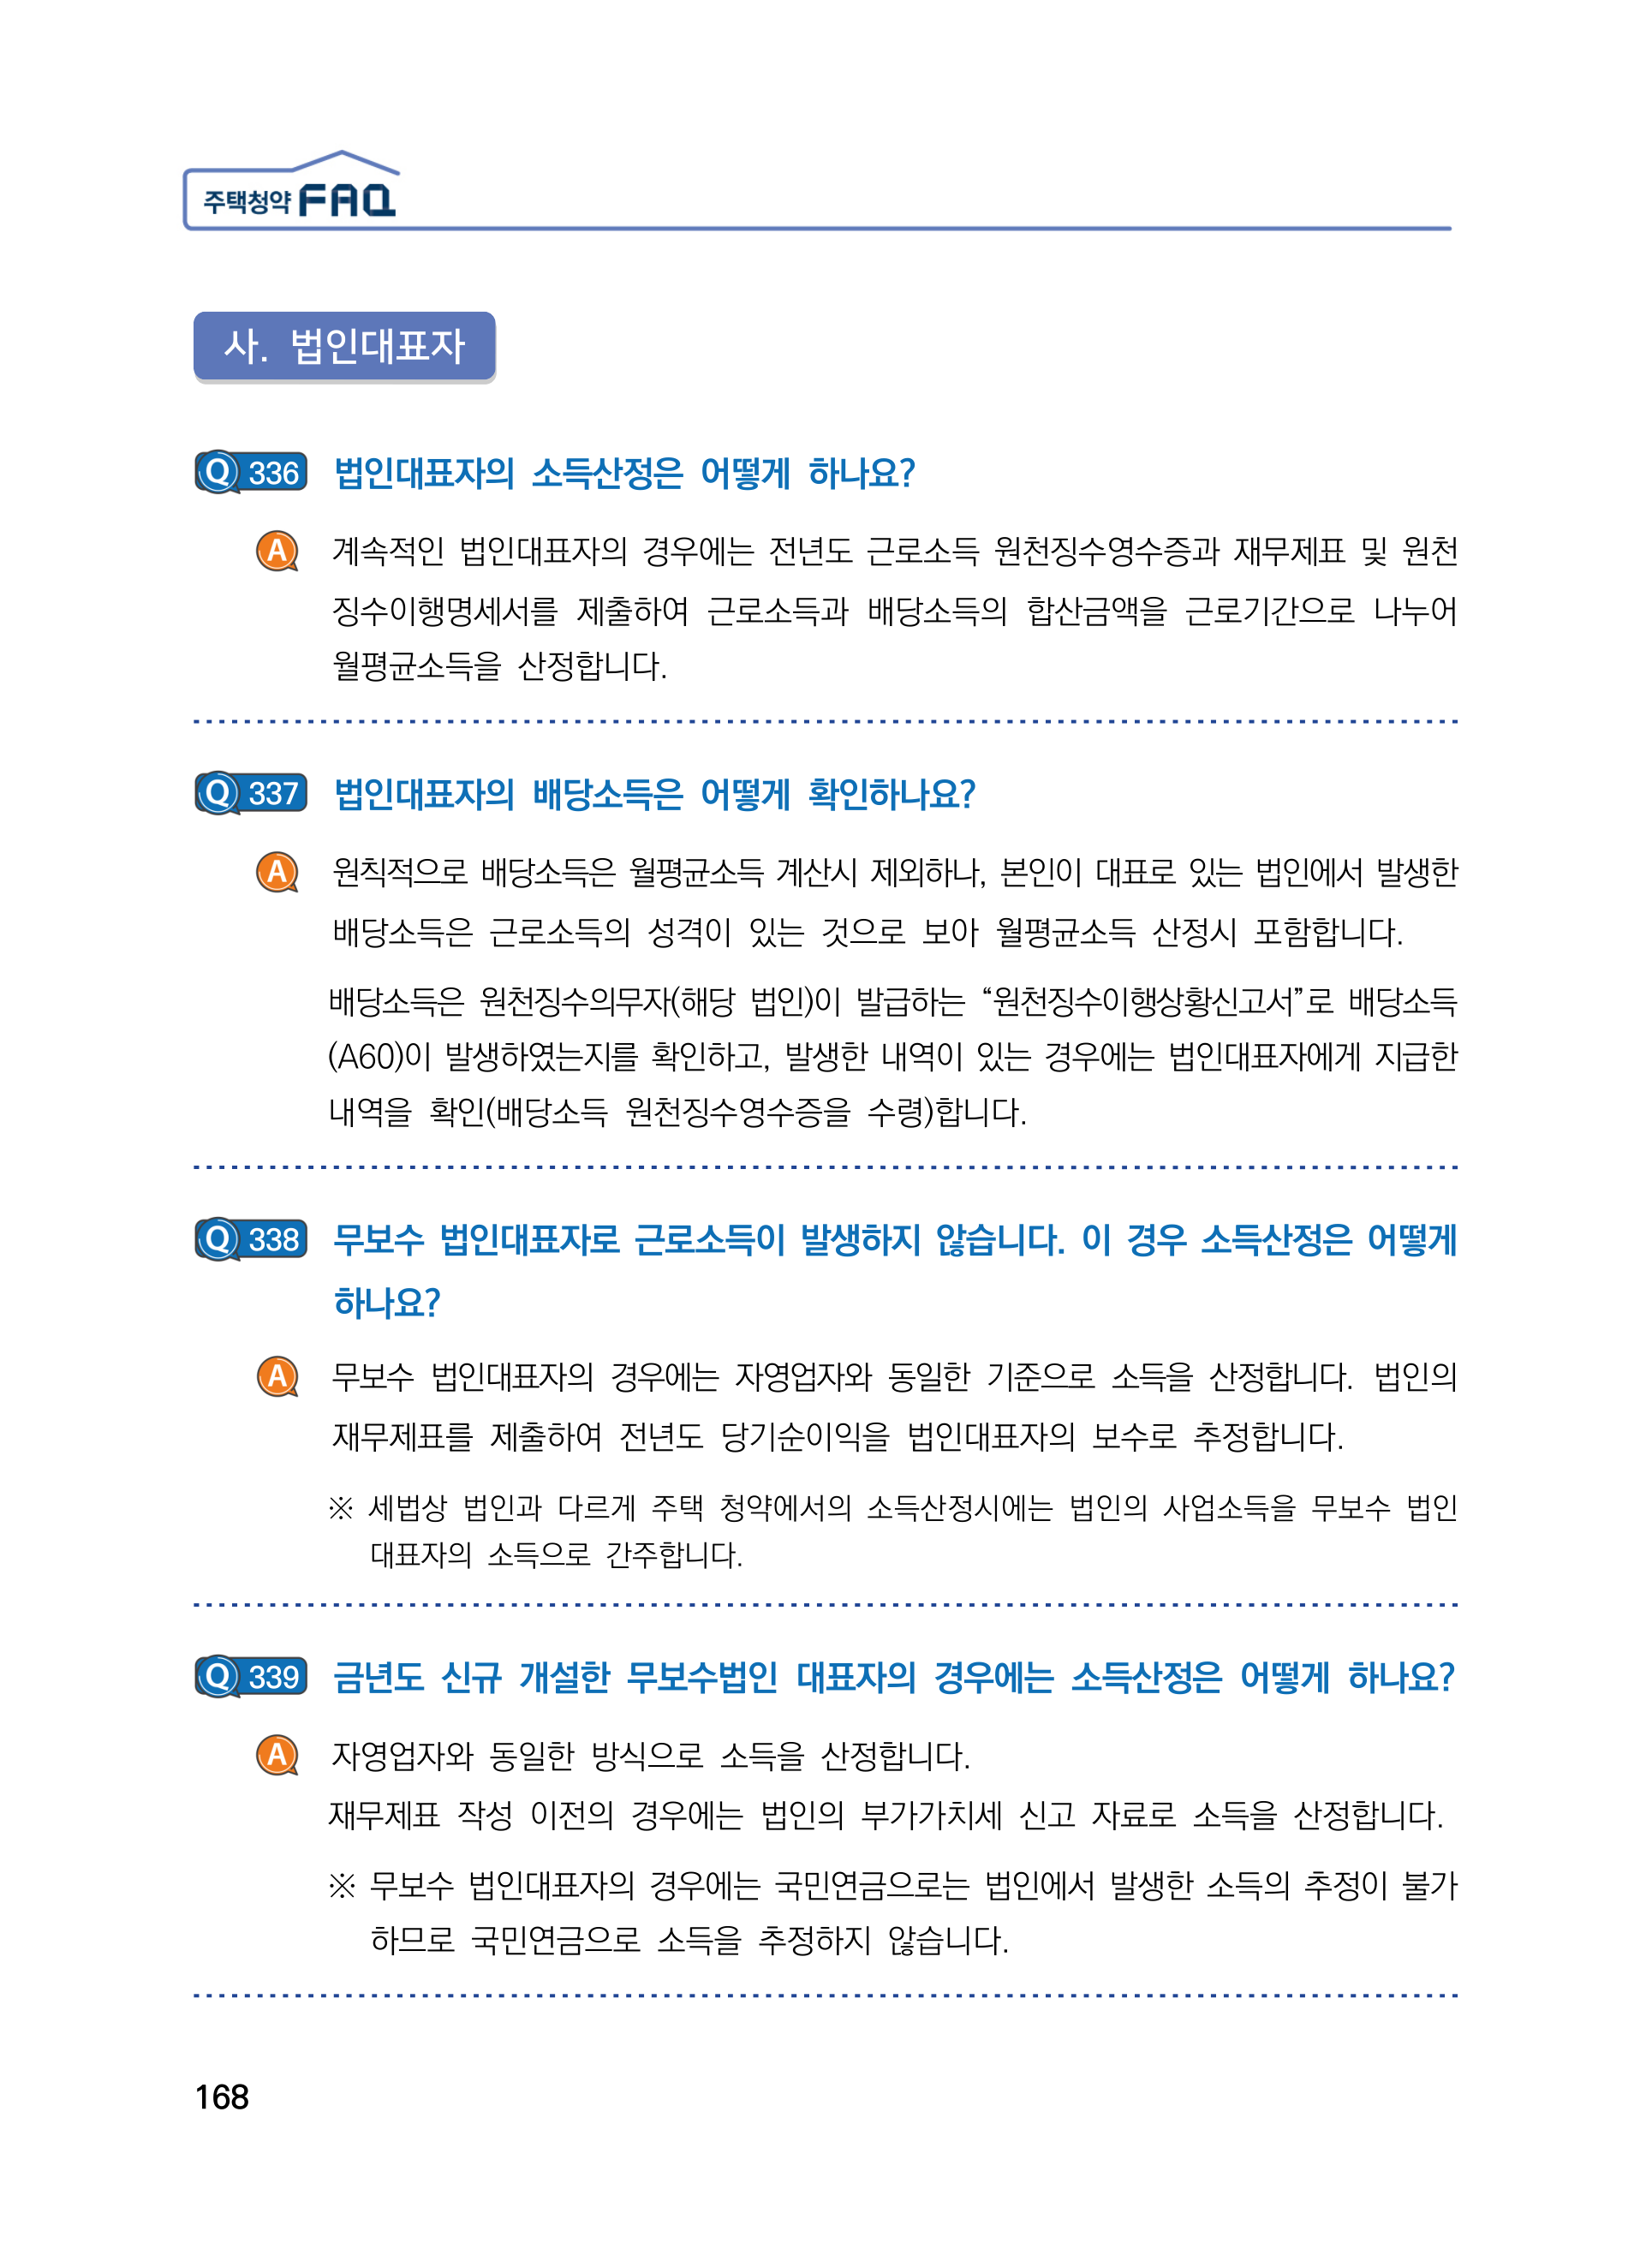 주택청약 FAQ
사. 법인대표자
Q 336 법인대표자의 소득산정은 어떻게 하나요?
A 계속적인 법인대표자의 경우에는 전년도 근로소득 원천징수영수증과 재무제표 및 원천
징수이행명세서를 제출하여 근로소득과 배당소득의 합산금액을 근로기간으로 나누어
월평균소득을 산정합니다.
Q 337 법인대표자의 배당소득은 어떻게 확인하나요?
A 원칙적으로 배당소득은 월평균소득 계산시 제외하나, 본인이 대표로 있는 법인에서 발생한
배당소득은 근로소득의 성격이 있는 것으로 보아 월평균소득 산정시 포함합니다.
배당소득은 원천징수의무자(해당 법인)이 발급하는 “원천징수이행상황신고서”로 배당소득
(A60)이 발생하였는지를 확인하고, 발생한 내역이 있는 경우에는 법인대표자에게 지급한
내역을 확인(배당소득 원천징수영수증을 수령)합니다.
Q 338 무보수 법인대표자로 근로소득이 발생하지 않습니다. 이 경우 소득산정은 어떻게
하나요?
A 무보수 법인대표자의 경우에는 자영업자와 동일한 기준으로 소득을 산정합니다. 법인의
재무제표를 제출하여 전년도 당기순이익을 법인대표자의 보수로 추정합니다.
※ 세법상 법인과 다르게 주택 청약에서의 소득산정시에는 법인의 사업소득을 무보수 법인
대표자의 소득으로 간주합니다.
Q 339 금년도 신규 개설한 무보수법인 대표자의 경우에는 소득산정은 어떻게 하나요?
A 자영업자와 동일한 방식으로 소득을 산정합니다.
재무제표 작성 이전의 경우에는 법인의 부가가치세 신고 자료로 소득을 산정합니다.
※ 무보수 법인대표자의 경우에는 국민연금으로는 법인에서 발생한 소득의 추정이 불가
하므로 국민연금으로 소득을 추정하지 않습니다.
168